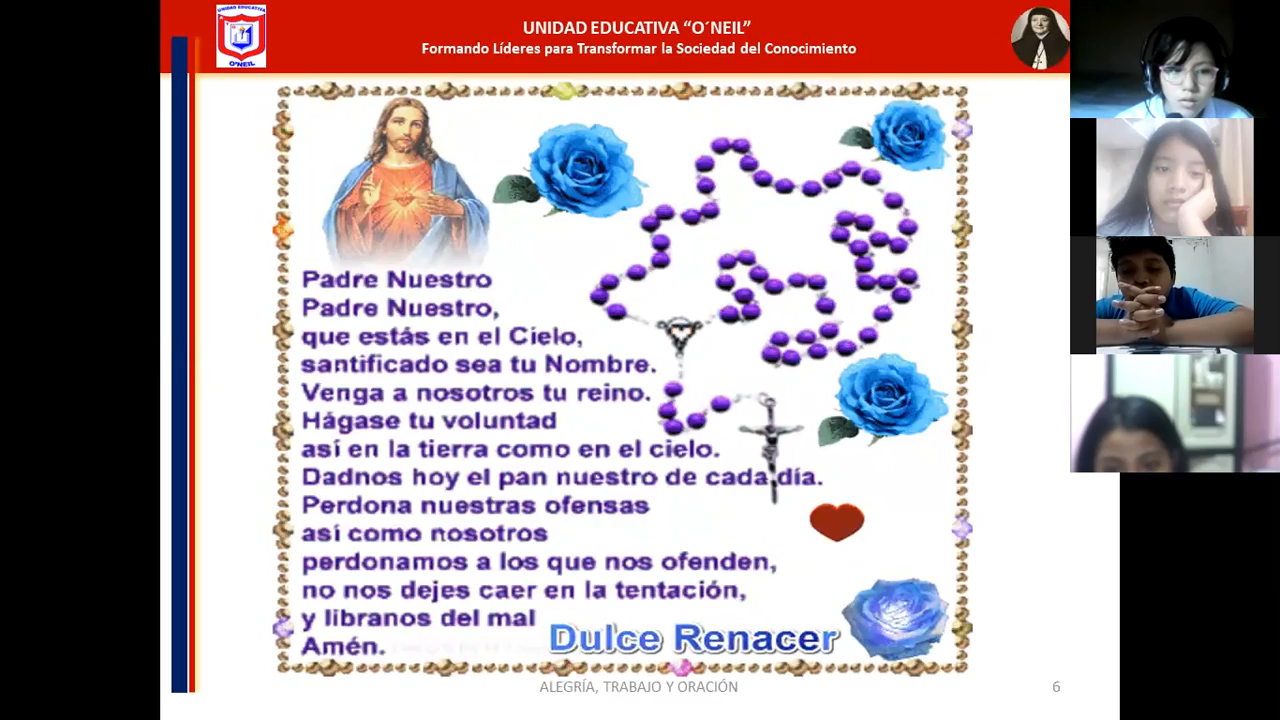 UNIDAD EDUCATIVA
O'NEIL
UNIDAD EDUCATIVA “O´NEIL”
Formando Líderes para Transformar la Sociedad del Conocimiento
Padre Nuestro
Padre Nuestro,
que estás en el Cielo,
santificado sea tu Nombre.
Venga a nosotros tu reino.
Hágase tu voluntad
así en la tierra como en el cielo.
Dadnos hoy el pan nuestro de cada día.
Perdona nuestras ofensas
así como nosotros
perdonamos a los que nos ofenden,
no nos dejes caer en la tentación,
y libranos del mal
Amén.
Dulce Renacer
ALEGRÍA, TRABAJO Y ORACIÓN
6